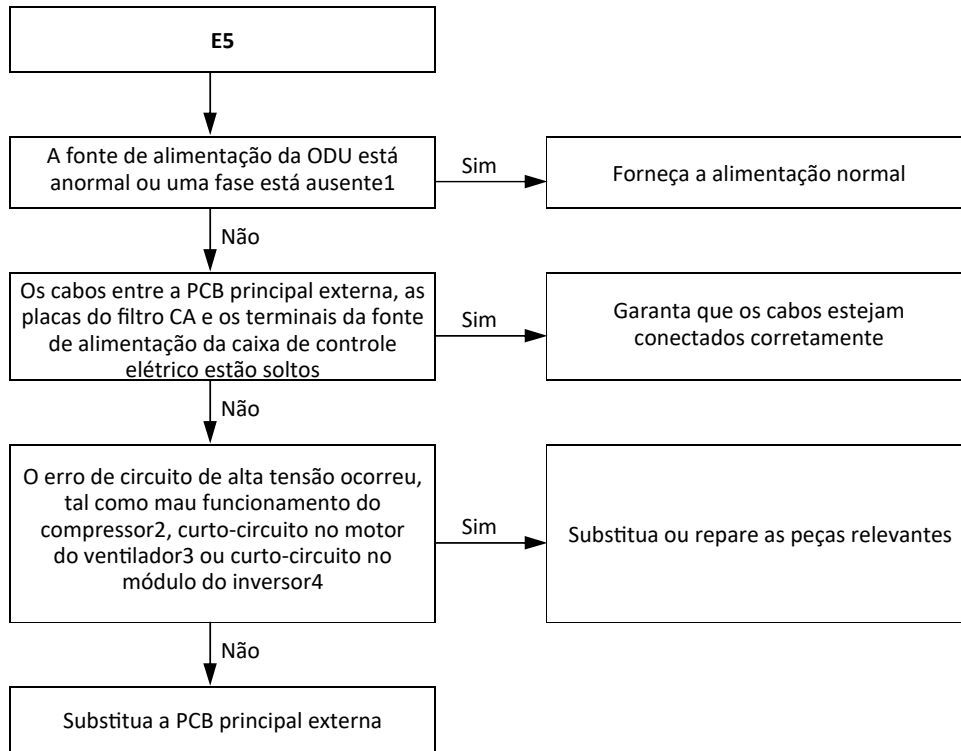 E5
A fonte de alimentação da ODU está
anormal ou uma fase está ausente1
Sim
Forneça a alimentação normal
Não
Os cabos entre a PCB principal externa, as
placas do filtro CA e os terminais da fonte
de alimentação da caixa de controle
elétrico estão soltos
Sim
Garanta que os cabos estejam
conectados corretamente
Não
O erro de circuito de alta tensão ocorreu,
tal como mau funcionamento do
compressor2, curto-circuito no motor
do ventilador3 ou curto-circuito no
módulo do inversor4
Sim
Substitua ou repare as peças relevantes
Não
Substitua a PCB principal externa